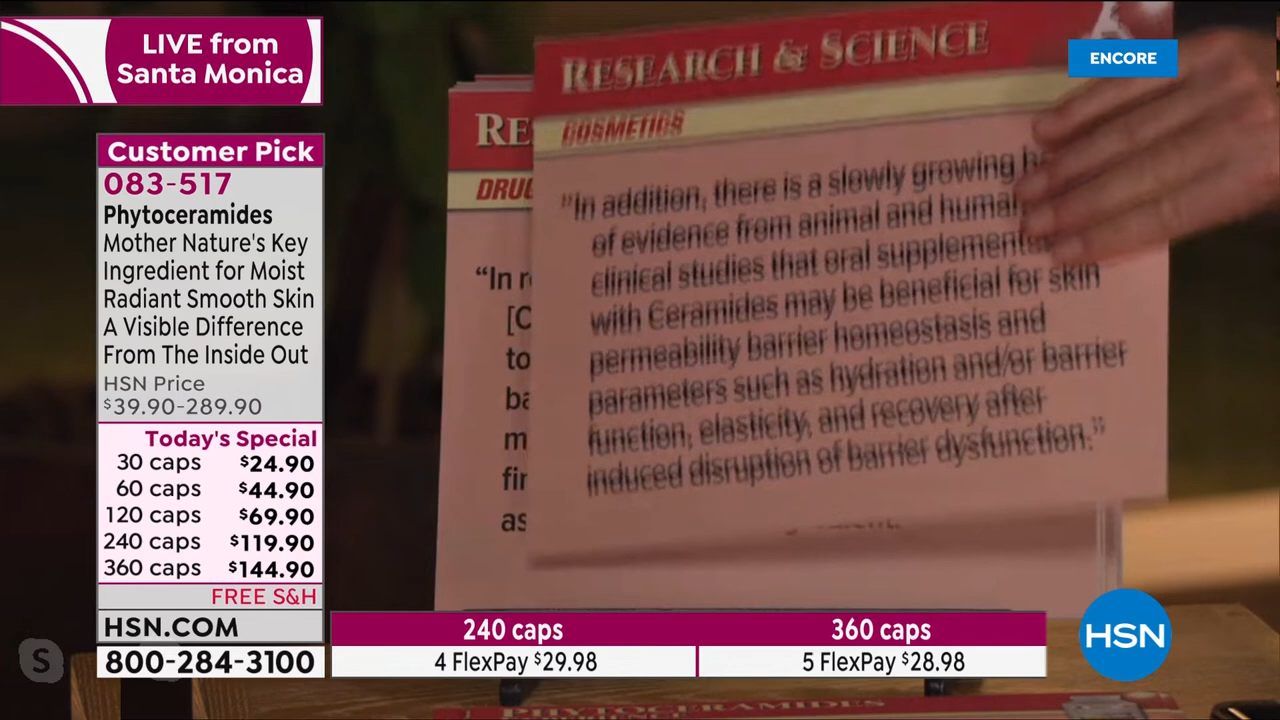 LIVE from
Santa Monica
ENCORE
Customer Pick
083-517
Phytoceramides
Mother Nature's Key
Ingredient for Moist
Radiant Smooth Skin
A Visible Difference
From The Inside Out
HSN Price
$39.90-289.90
Today's Special
30 caps $24.90
60 caps $44.90
120 caps $69.90
240 caps $119.90
360 caps $144.90
FREE S&H
HSN.COM
800-284-3100
S
RESEARCH & SCIENCE
COSMETICS
"In addition, there is a slowly growing
of evidence from animal and human
clinical studies that oral
with Ceramides may be beneficial for skin
permeability barrier homeostasis and
parameters such as hydration and/or barrier
function, elasticity, and recovery after
induced disruption of barrier dysfunction."
RE
DRUG
"In
[C
to
ba
m
fir
as
240 caps 360 caps
4 FlexPay $29.98 5 FlexPay $28.98
HSN
PHYTOCERAMIDES